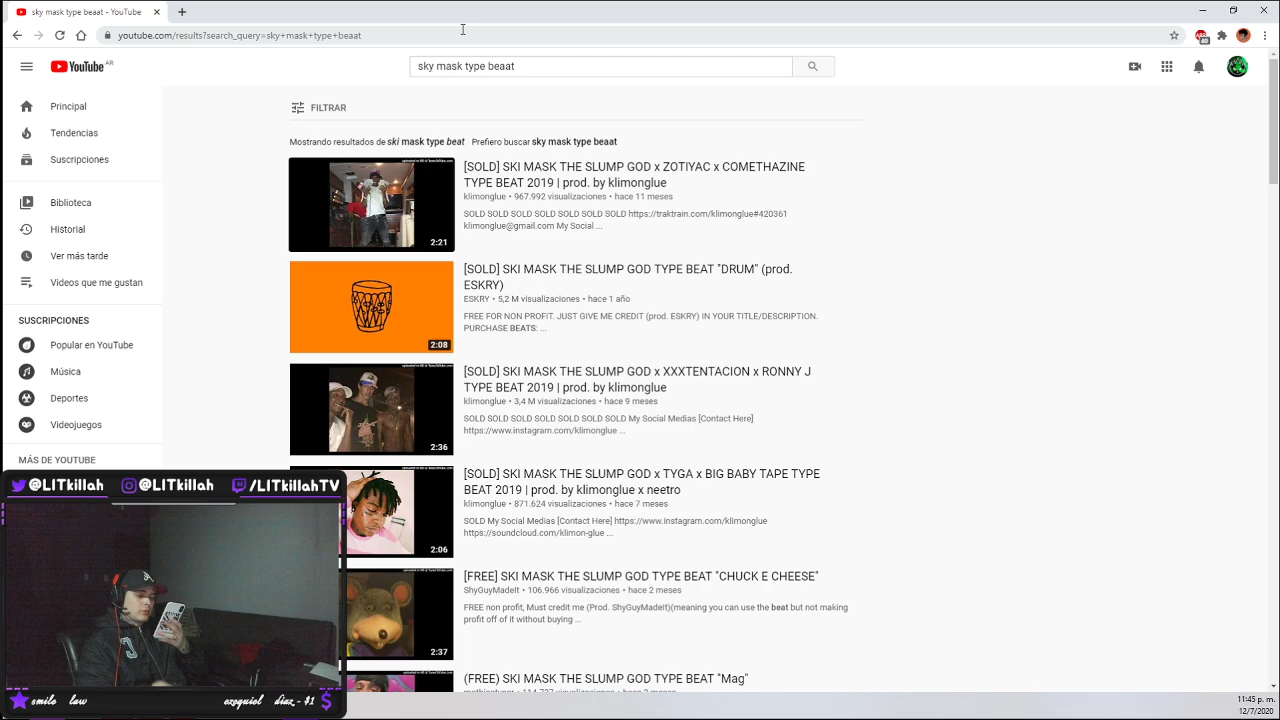 sky mask type beaat - YouTube
youtube.com/results?search_query=sky+mask+type+beaat
YouTube AR
sky mask type beaat
Principal
Tendencias
Suscripciones
Biblioteca
Historial
Ver más tarde
Videos que me gustan
SUSCRIPCIONES
Popular en YouTube
Música
Deportes
Videojuegos
MÁS DE YOUTUBE
FILTRAR
Mostrando resultados de ski mask type beat Prefiero buscar sky mask type beaat
2:21
[SOLD] SKI MASK THE SLUMP GOD x ZOTIYAC x COMETHAZINE
TYPE BEAT 2019 | prod. by klimonglue
klimonglue • 967.992 visualizaciones • hace 11 meses
SOLD SOLD SOLD SOLD SOLD SOLD SOLD https://traktrain.com/klimonglue#420361
klimonglue@gmail.com My Social ...
2:08
[SOLD] SKI MASK THE SLUMP GOD TYPE BEAT "DRUM" (prod.
ESKRY)
ESKRY • 5,2 M visualizaciones • hace 1 año
FREE FOR NON PROFIT. JUST GIVE ME CREDIT (prod. ESKRY) IN YOUR TITLE/DESCRIPTION.
PURCHASE BEATS: ...
2:36
[SOLD] SKI MASK THE SLUMP GOD x XXXTENTACION x RONNY J
TYPE BEAT 2019 | prod. by klimonglue
klimonglue • 3,4 M visualizaciones • hace 9 meses
SOLD SOLD SOLD SOLD SOLD SOLD SOLD My Social Medias [Contact Here]
https://www.instagram.com/klimonglue ...
2:06
[SOLD] SKI MASK THE SLUMP GOD x TYGA x BIG BABY TAPE TYPE
BEAT 2019 | prod. by klimonglue x neetro
klimonglue • 871.624 visualizaciones • hace 7 meses
SOLD My Social Medias [Contact Here] https://www.instagram.com/klimonglue
https://soundcloud.com/klimon-glue ...
2:37
[FREE] SKI MASK THE SLUMP GOD TYPE BEAT "CHUCK E CHEESE"
ShyGuyMadeIt • 106.966 visualizaciones • hace 2 meses
FREE non profit, Must credit me (Prod. ShyGuyMadeIt)(meaning you can use the beat but not making
profit off of it without buying ...
(FREE) SKI MASK THE SLUMP GOD TYPE BEAT "Mag"
@LITkillah @LITkillah /LITkillahTV
smile law
ezequiel diaz - $1
11:45 p. m.
12/7/2020